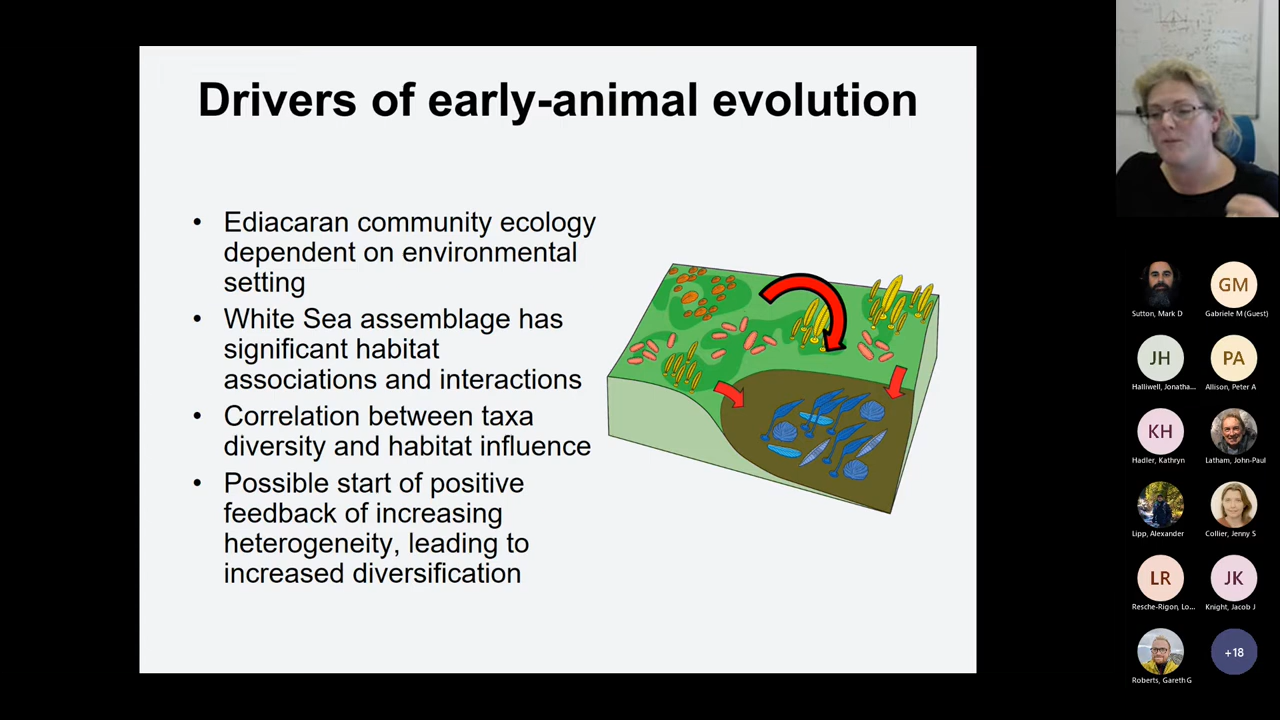 Drivers of early-animal evolution
• Ediacaran community ecology
dependent on environmental
setting
• White Sea assemblage has
significant habitat
associations and interactions
• Correlation between taxa
diversity and habitat influence
• Possible start of positive
feedback of increasing
heterogeneity, leading to
increased diversification
GM
Sutton, Mark D
Gabriele M (Guest)
JH
PA
Halliwell, Jonatha...
Allison, Peter A
KH
Hadler, Kathryn
Latham, John-Paul
Lipp, Alexander
Collier, Jenny S
LR
JK
Resche-Rigon, Lo...
Knight, Jacob J
+18
Roberts, Gareth G